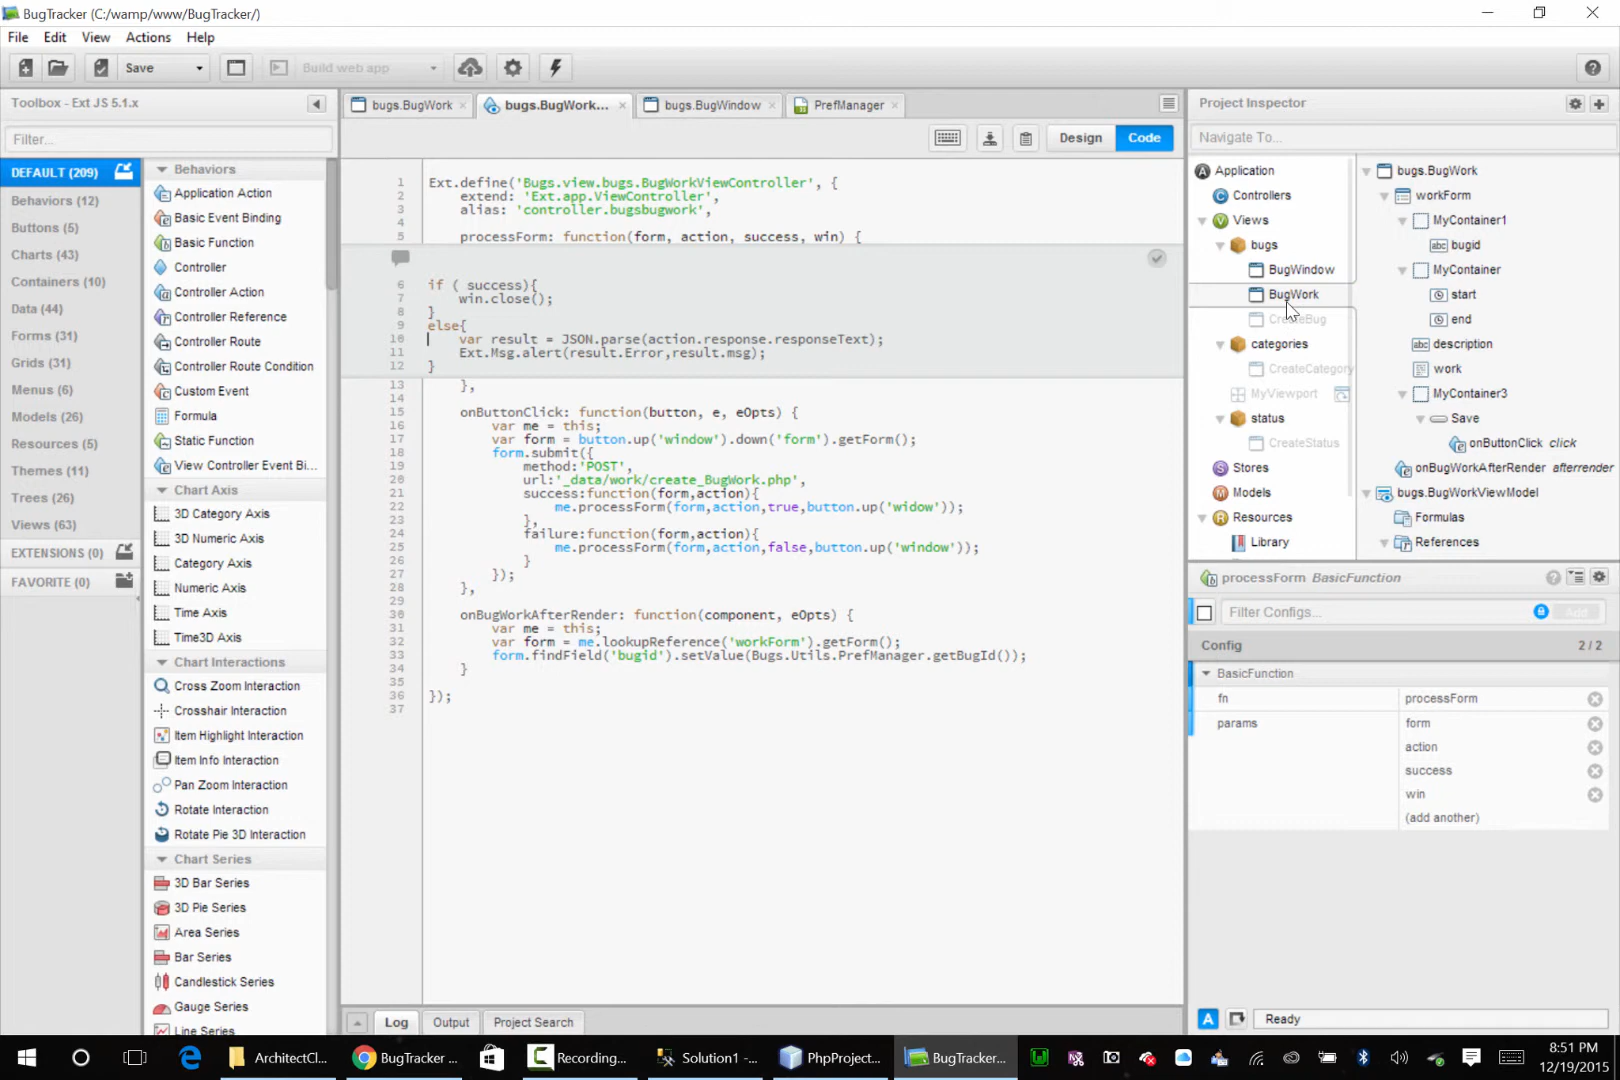 BugTracker (C:/wamp/www/BugTracker/)
File Edit View Actions Help
Save
Build web app
Toolbox - Ext JS 5.1.x
Filter...
DEFAULT (209)
Behaviors (12)
Buttons (5)
Charts (43)
Containers (10)
Data (44)
Forms (31)
Grids (31)
Menus (6)
Models (26)
Resources (5)
Themes (11)
Trees (26)
Views (63)
EXTENSIONS (0)
FAVORITE (0)
Behaviors
Application Action
Basic Event Binding
Basic Function
Controller
Controller Action
Controller Reference
Controller Route
Controller Route Condition
Custom Event
Formula
Static Function
View Controller Event Bi...
Chart Axis
3D Category Axis
3D Numeric Axis
Category Axis
Numeric Axis
Time Axis
Time3D Axis
Chart Interactions
Cross Zoom Interaction
Crosshair Interaction
Item Highlight Interaction
Item Info Interaction
Pan Zoom Interaction
Rotate Interaction
Rotate Pie 3D Interaction
Chart Series
3D Bar Series
3D Pie Series
Area Series
Bar Series
Candlestick Series
Gauge Series
Line Series
bugs.BugWork
bugs.BugWork...
bugs.BugWindow
PrefManager
Design Code
1 Ext.define('Bugs.view.bugs.BugWorkViewController', {
2 extend: 'Ext.app.ViewController',
3 alias: 'controller.bugsbugwork',
4
5 processForm: function(form, action, success, win) {
6 if ( success){
7 win.close();
8 }
9 else{
10 var result = JSON.parse(action.response.responseText);
11 Ext.Msg.alert(result.Error,result.msg);
12 }
13 },
14
15 onButtonClick: function(button, e, eOpts) {
16 var me = this;
17 var form = button.up('window').down('form').getForm();
18 form.submit({
19 method:'POST',
20 url:'_data/work/create_BugWork.php',
21 success:function(form,action){
22 me.processForm(form,action,true,button.up('widow'));
23 },
24 failure:function(form,action){
25 me.processForm(form,action,false,button.up('window'));
26 }
27 });
28 },
29
30 onBugWorkAfterRender: function(component, eOpts) {
31 var me = this;
32 var form = me.lookupReference('workForm').getForm();
33 form.findField('bugid').setValue(Bugs.Utils.PrefManager.getBugId());
34 }
35
36 });
37
Log Output Project Search
Project Inspector
Navigate To...
Application
Controllers
Views
bugs
BugWindow
BugWork
CreateBug
categories
CreateCategory
MyViewport
status
CreateStatus
Stores
Models
Resources
Library
bugs.BugWork
workForm
MyContainer1
bugid
MyContainer
start
end
description
work
MyContainer3
Save
onButtonClick click
onBugWorkAfterRender afterrender
bugs.BugWorkViewModel
Formulas
References
processForm BasicFunction
Filter Configs...
Add
Config 2 / 2
BasicFunction
fn processForm
params form
action
success
win
(add another)
Ready
ArchitectCl...
BugTracker ...
Recording...
Solution1 -...
PhpProject...
BugTracker...
8:51 PM
12/19/2015